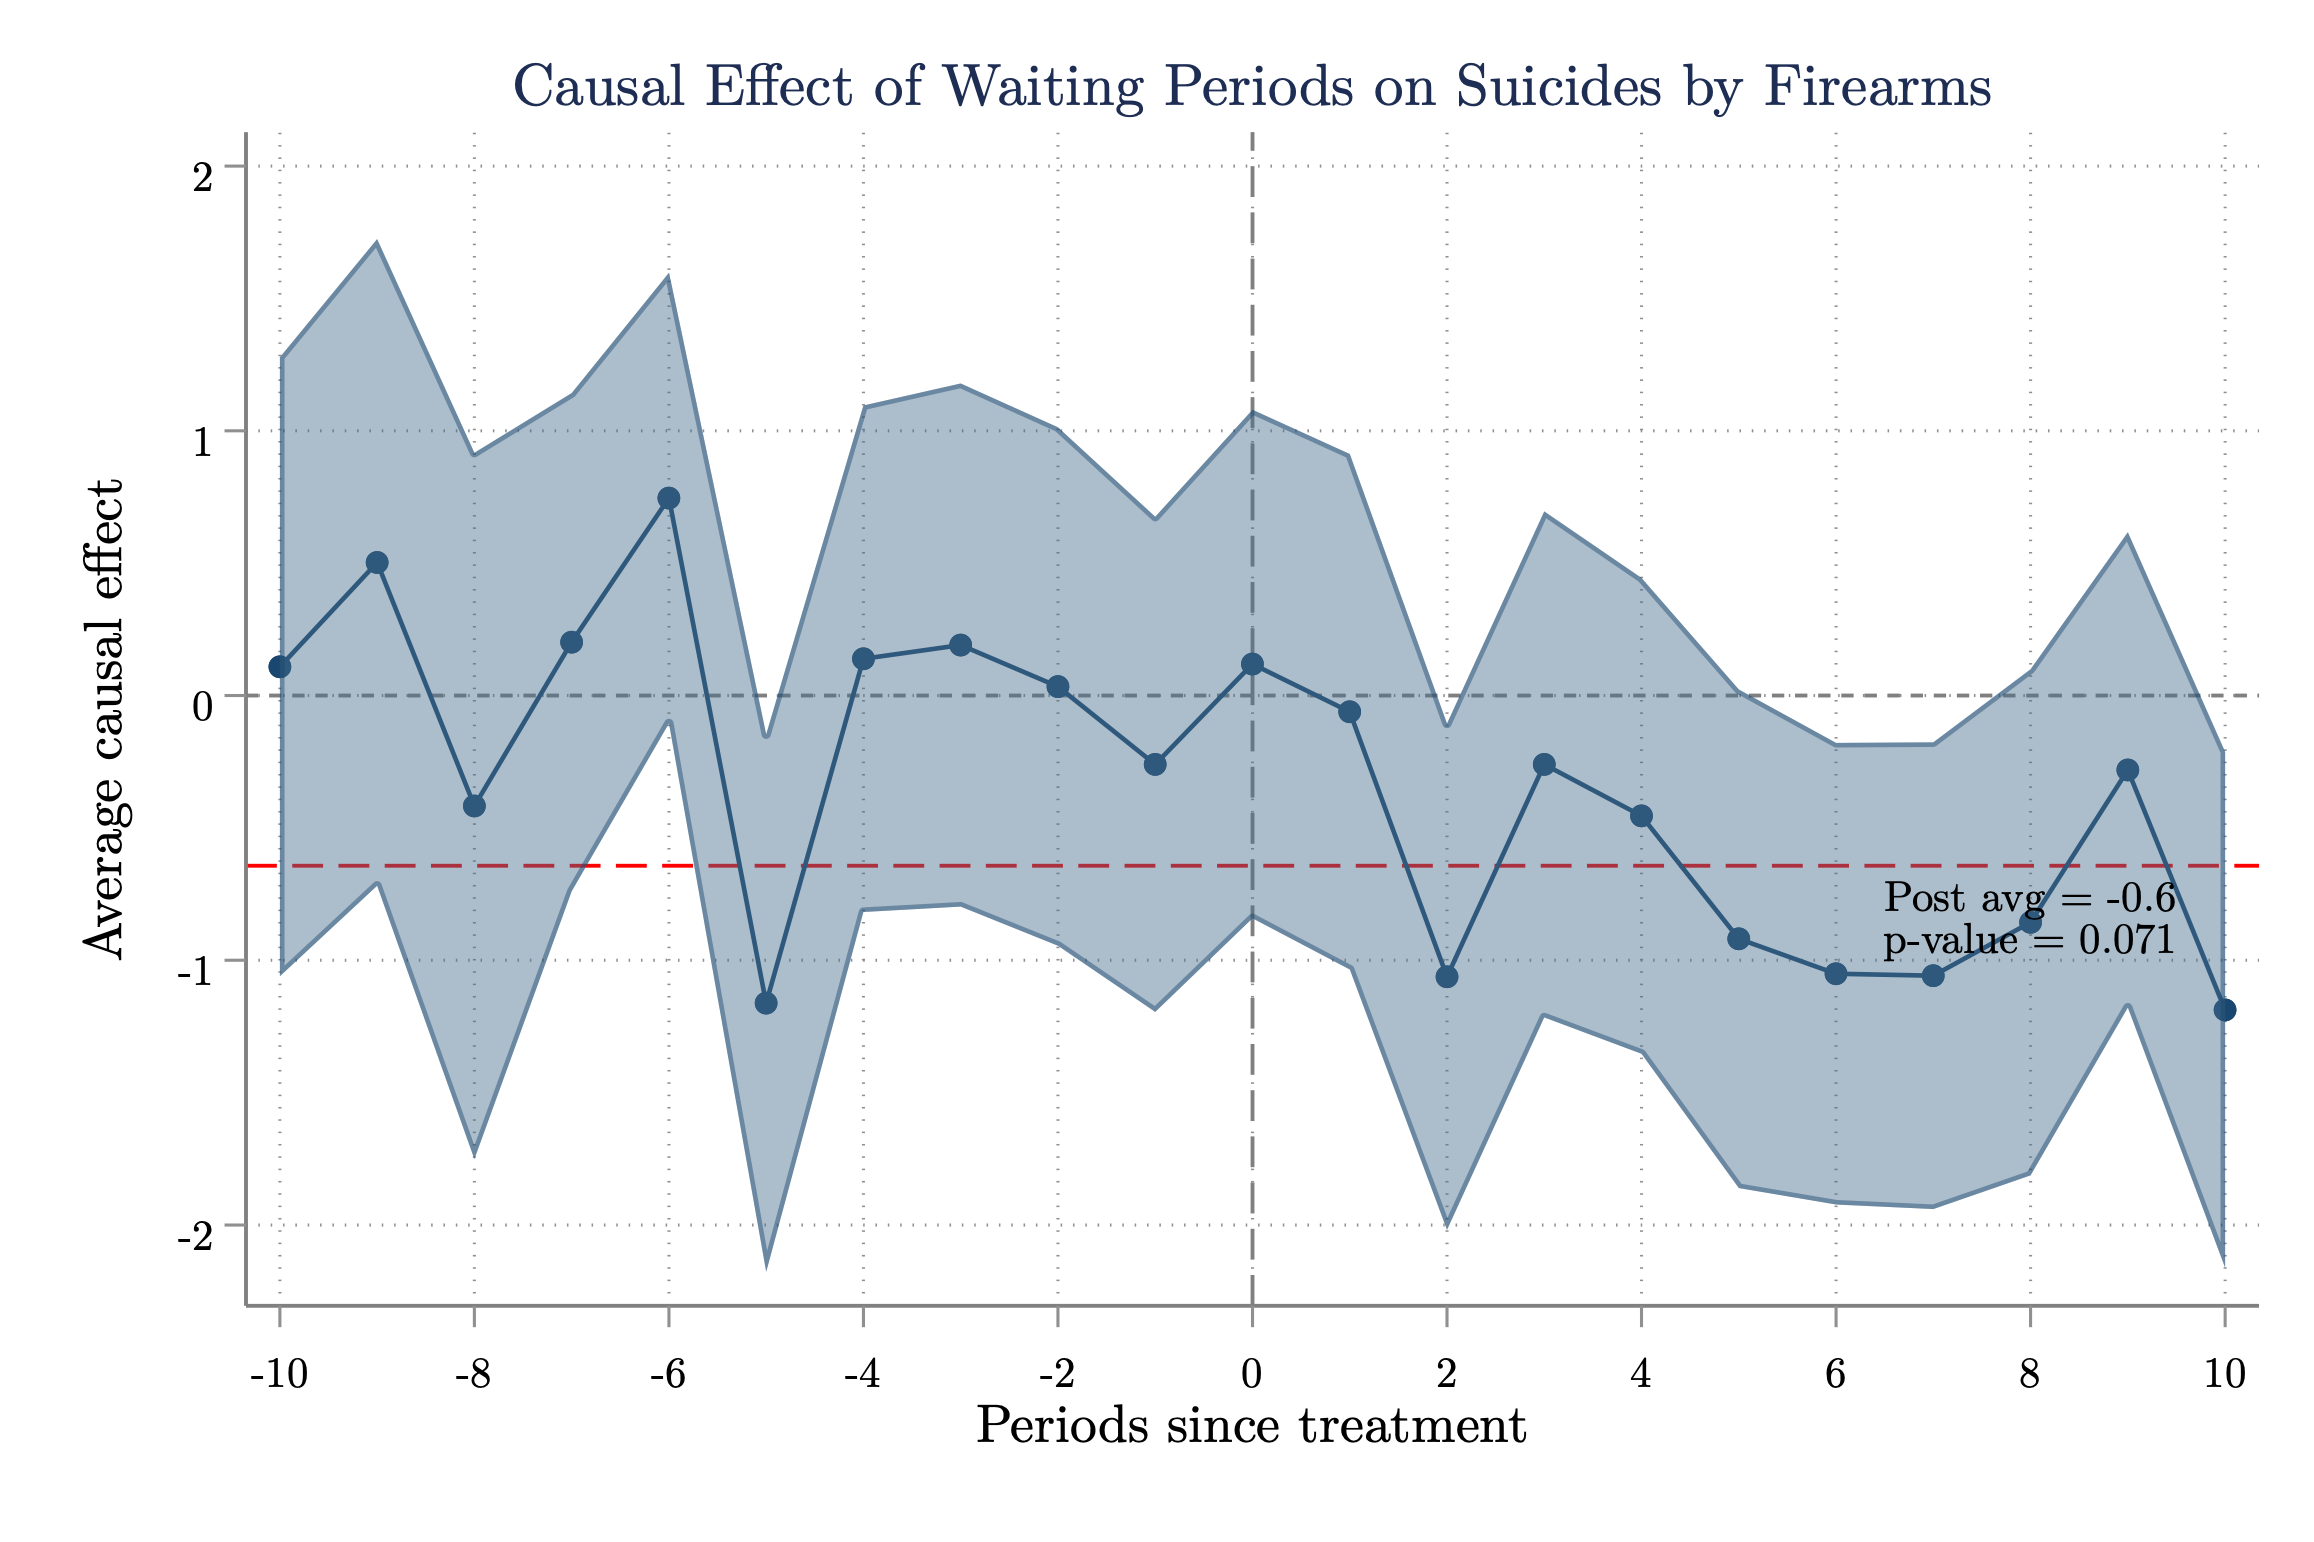 Causal Effect of Waiting Periods on Suicides by Firearms
Average causal effect
2
1
0
-1
-2
Post avg = -0.6
p-value = 0.071
-10 -8 -6 -4 -2 0 2 4 6 8 10
Periods since treatment